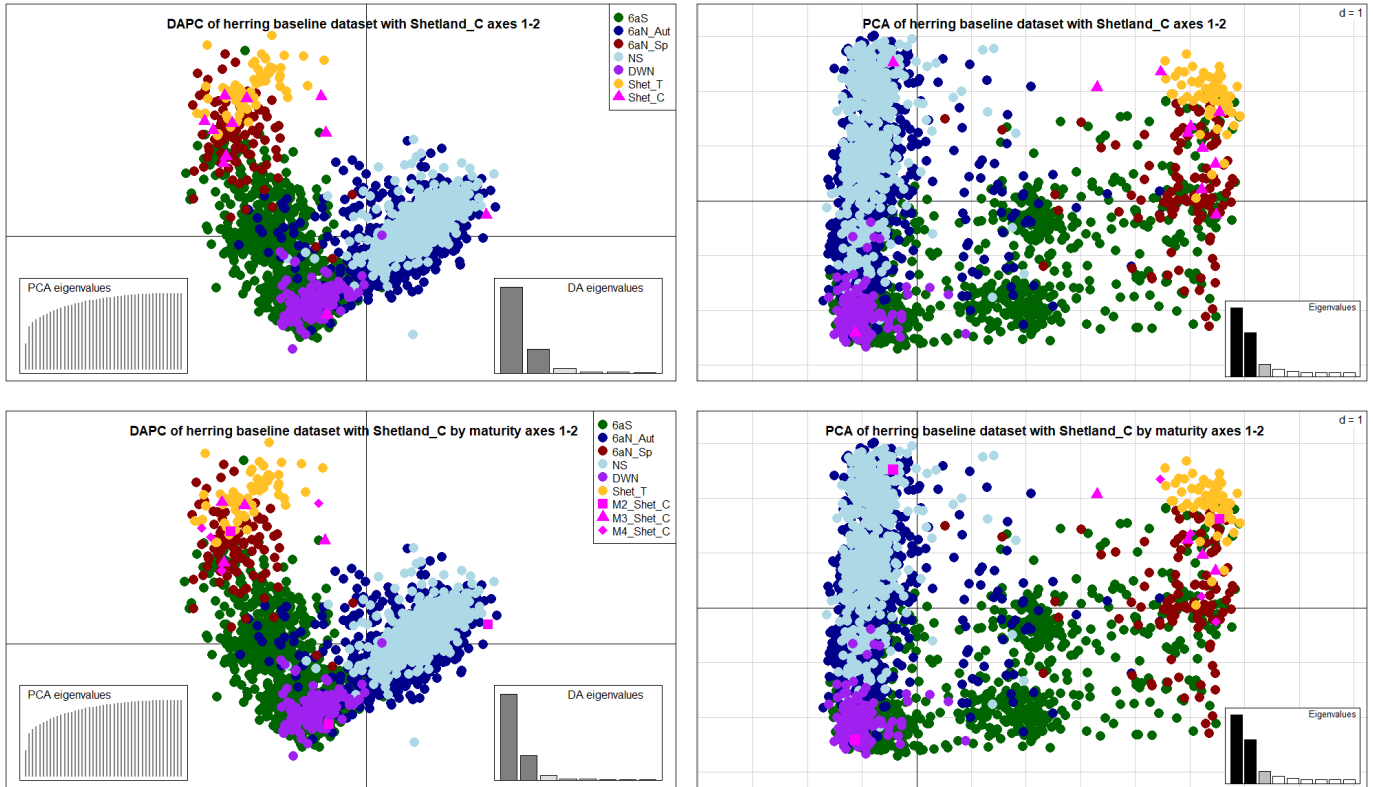 DAPC of herring baseline dataset with Shetland_C axes 1-2
6aS
6aN_Aut
6aN_Sp
NS
DWN
Shet_T
Shet_C
PCA eigenvalues
DA eigenvalues
PCA of herring baseline dataset with Shetland_C axes 1-2
d = 1
Eigenvalues
DAPC of herring baseline dataset with Shetland_C by maturity axes 1-2
6aS
6aN_Aut
6aN_Sp
NS
DWN
Shet_T
M2_Shet_C
M3_Shet_C
M4_Shet_C
PCA eigenvalues
DA eigenvalues
PCA of herring baseline dataset with Shetland_C by maturity axes 1-2
d = 1
Eigenvalues